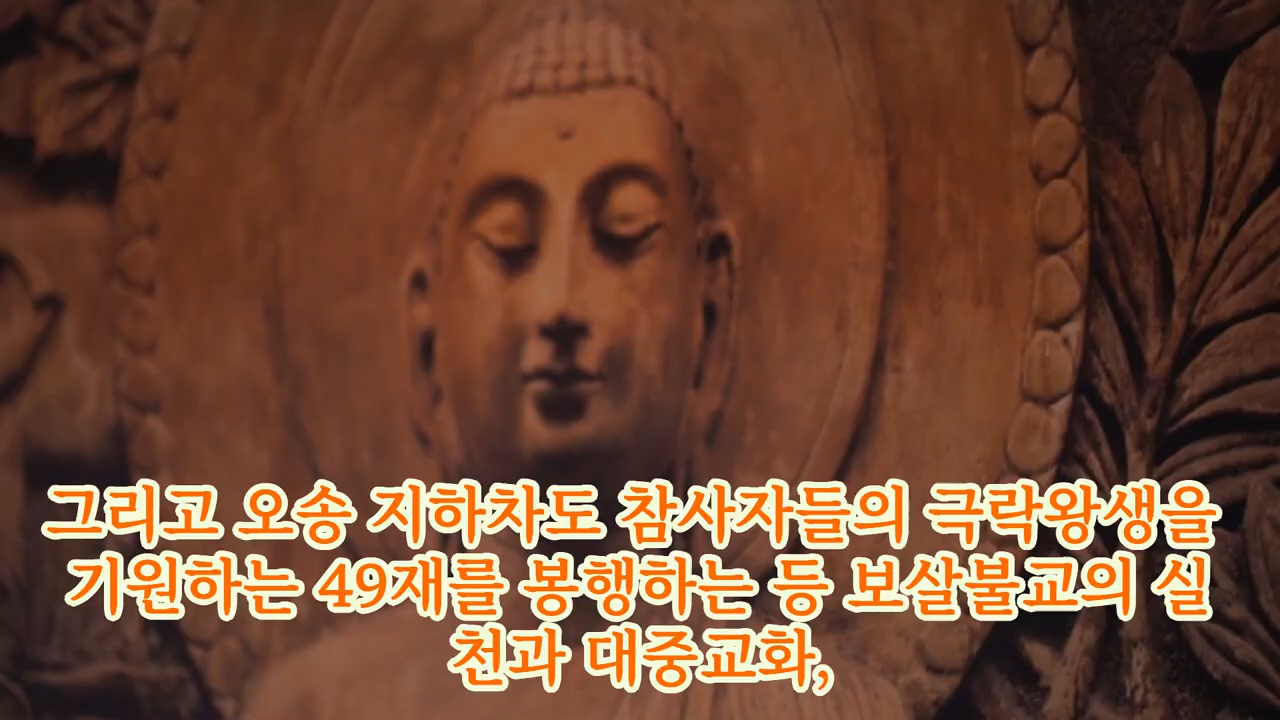 그리고 오송 지하차도 참사자들의 극락왕생을
기원하는 49재를 봉행하는 등 보살불교의 실
천과 대중교화,